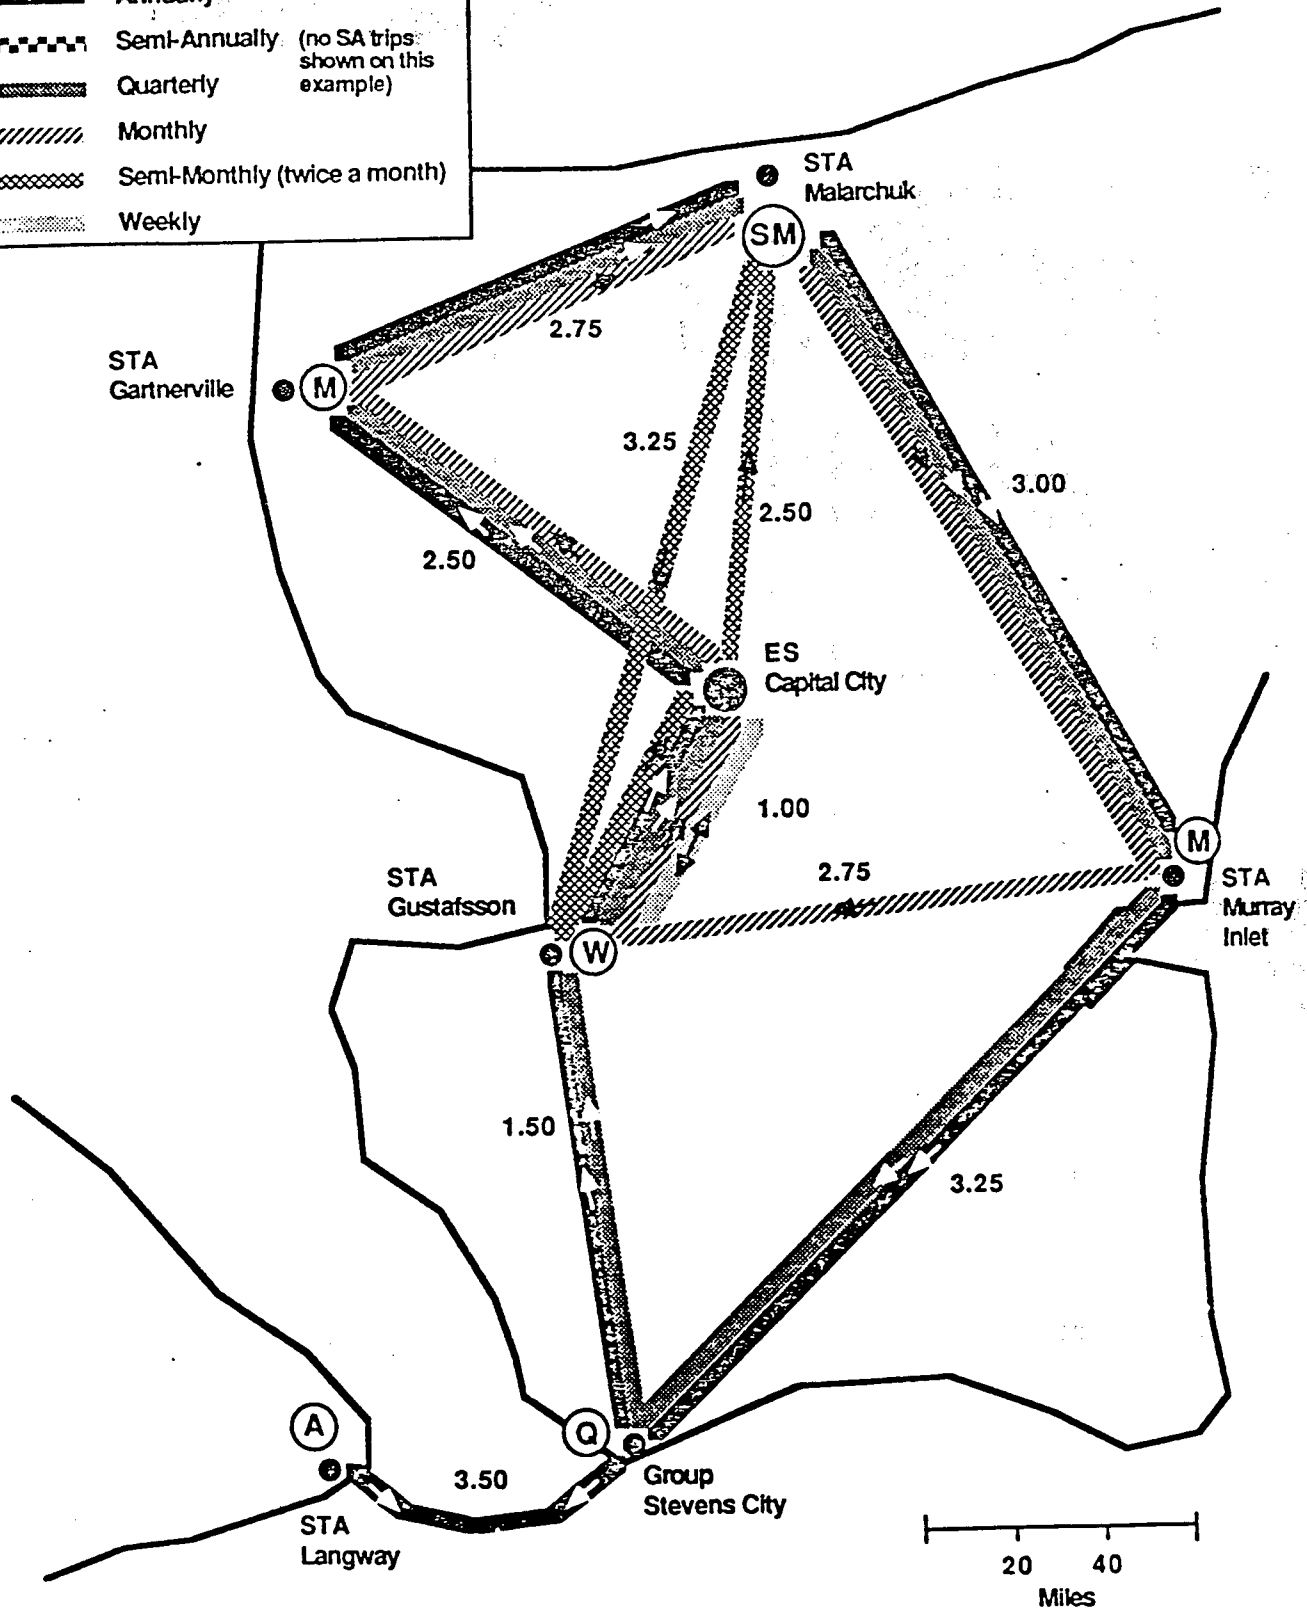 Annually
Semi-Annually (no SA trips
shown on this
example)
Quarterly
Monthly
Semi-Monthly (twice a month)
Weekly
STA
Malarchuk
SM
2.75
STA
Gartnerville
M
3.25
3.00
2.50
2.50
ES
Capital City
1.00
M
2.75
STA
Gustafsson
STA
Murray
Inlet
W
1.50
3.25
A
Q
3.50
Group
Stevens City
STA
Langway
20 40
Miles